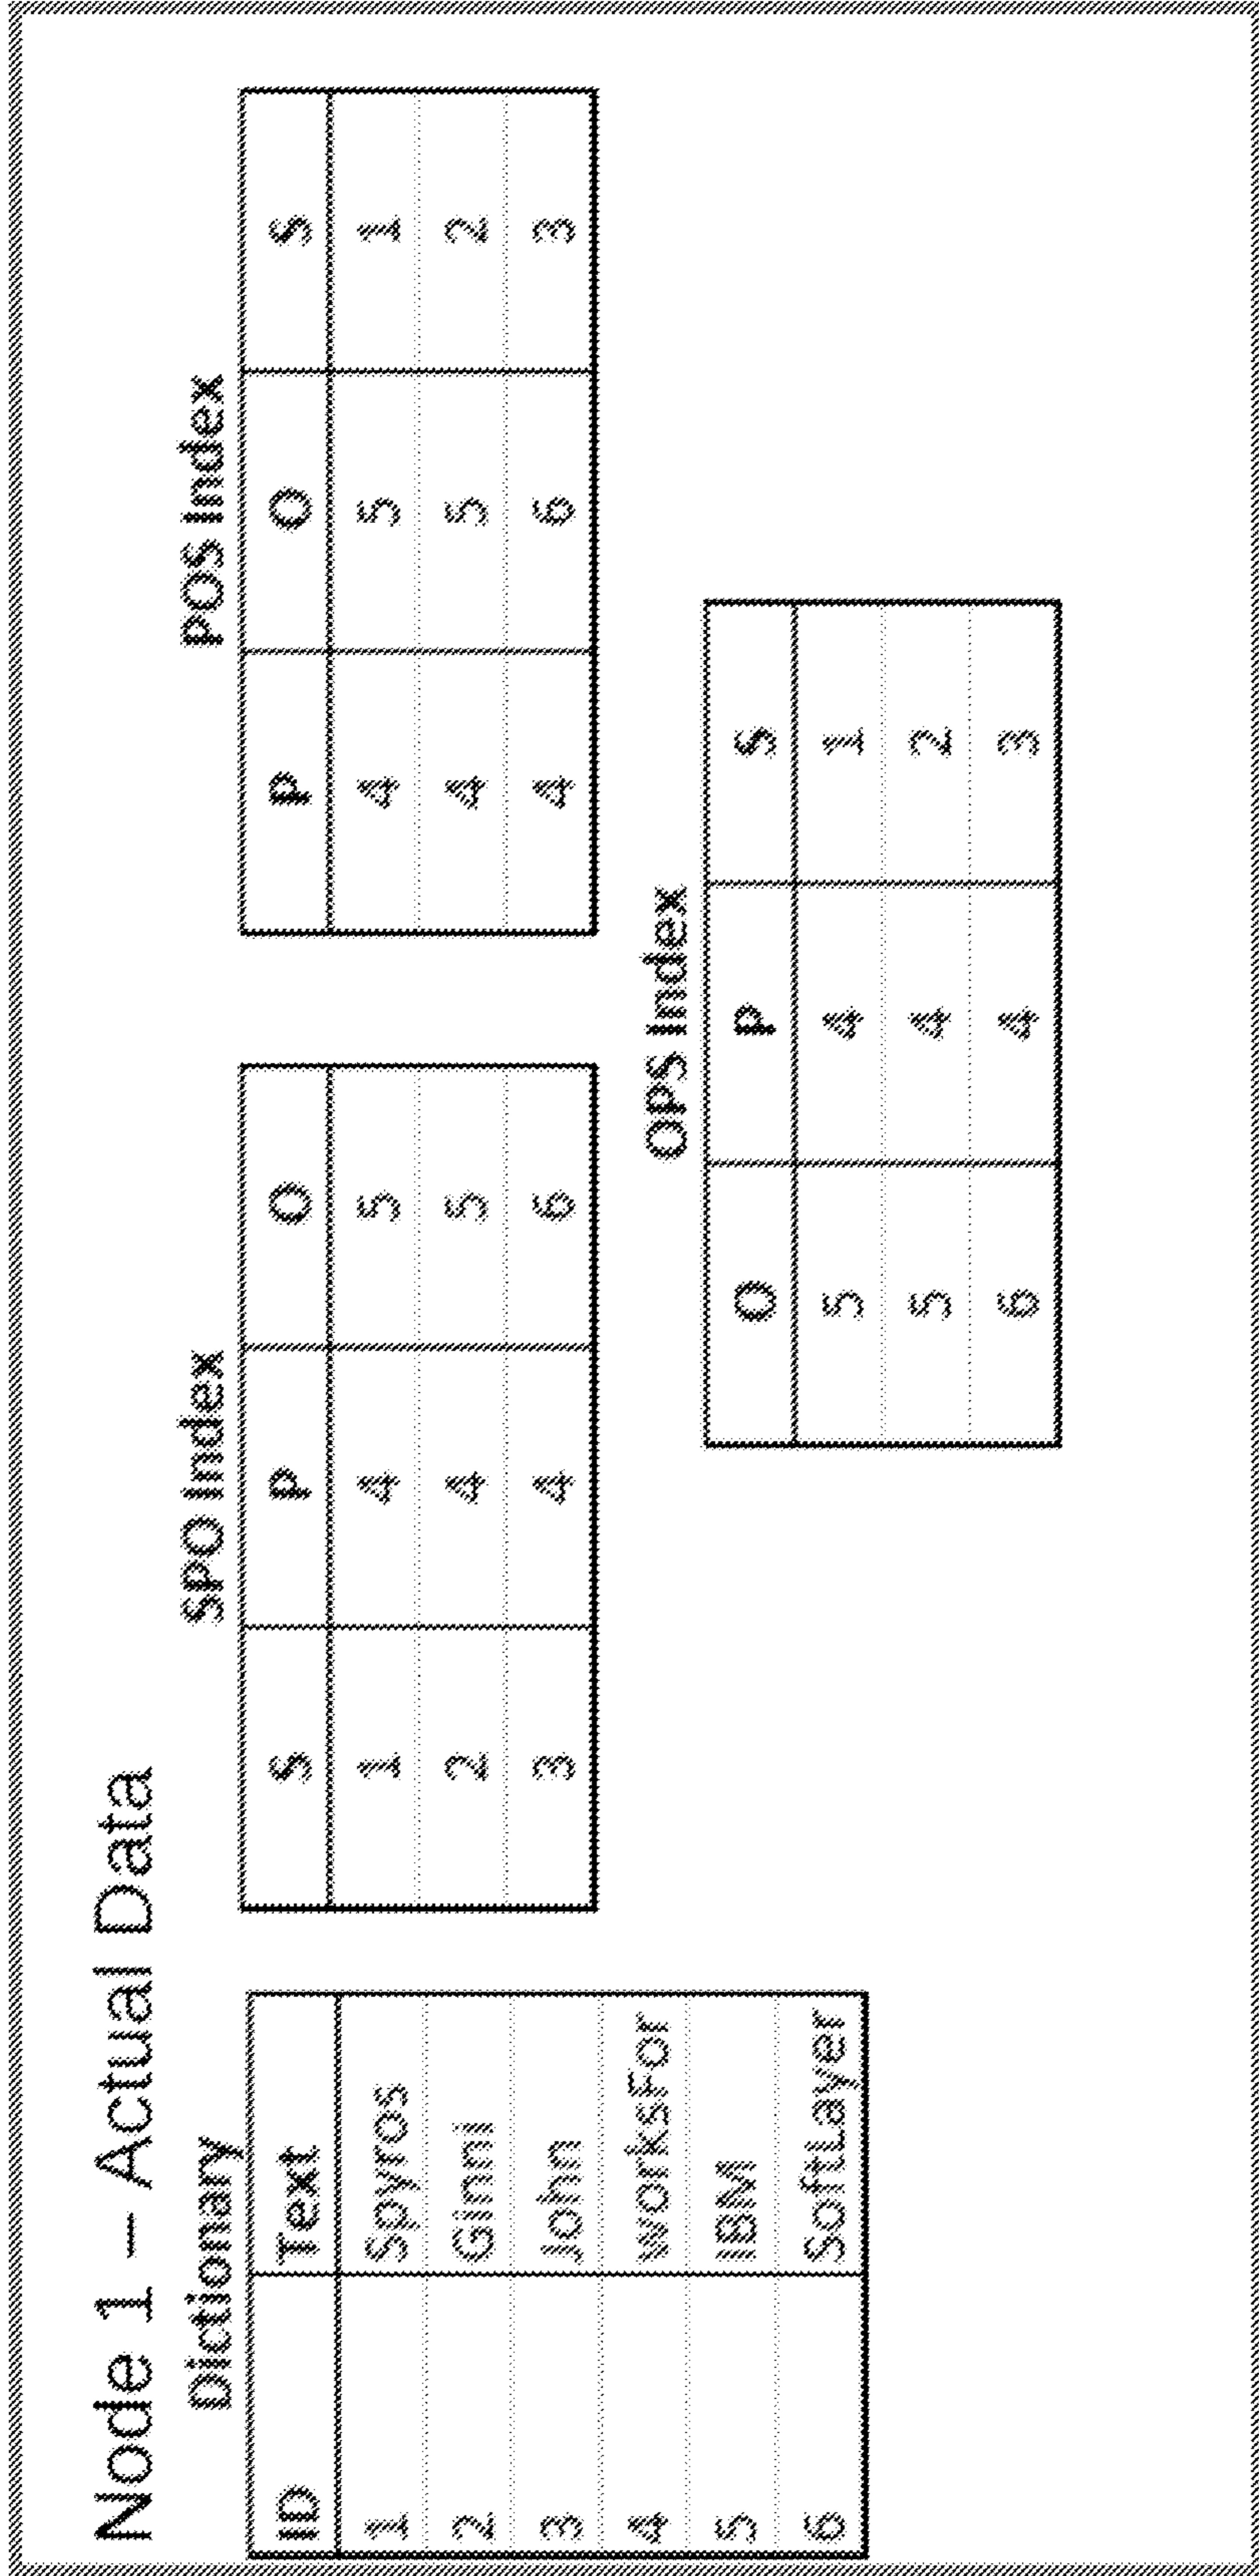 Node 1 – Actual Data
Dictionary
ID Text
1 Spyros
2 Ginni
3 John
4 worksFor
5 IBM
6 SoftLayer
SPO Index
S P O
1 4 5
2 4 5
3 4 6
POS Index
P O S
4 5 1
4 5 2
4 6 3
OPS Index
O P S
5 4 1
5 4 2
6 4 3